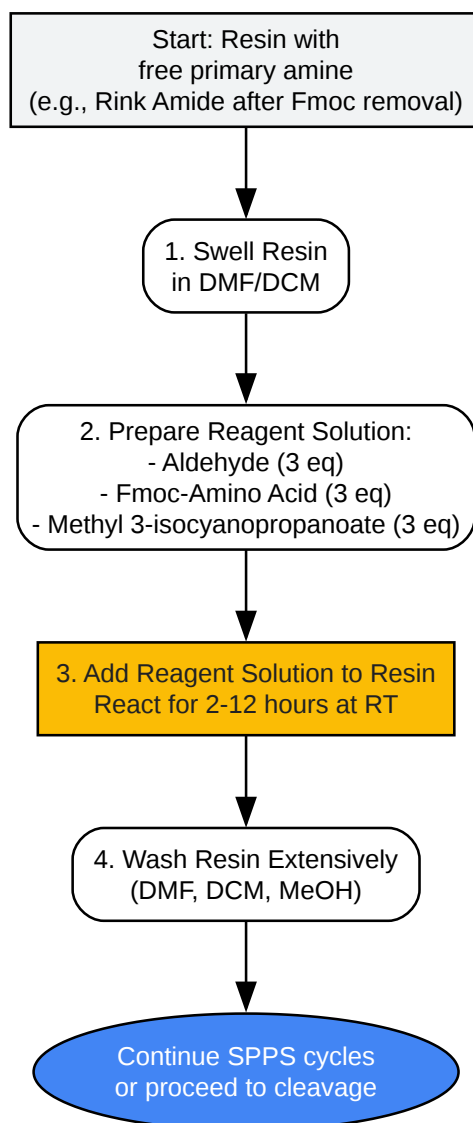 Start: Resin with
free primary amine
(e.g., Rink Amide after Fmoc removal)
1. Swell Resin
in DMF/DCM
2. Prepare Reagent Solution:
- Aldehyde (3 eq)
- Fmoc-Amino Acid (3 eq)
- Methyl 3-isocyanopropanoate (3 eq)
3. Add Reagent Solution to Resin
React for 2-12 hours at RT
4. Wash Resin Extensively
(DMF, DCM, MeOH)
Continue SPPS cycles
or proceed to cleavage